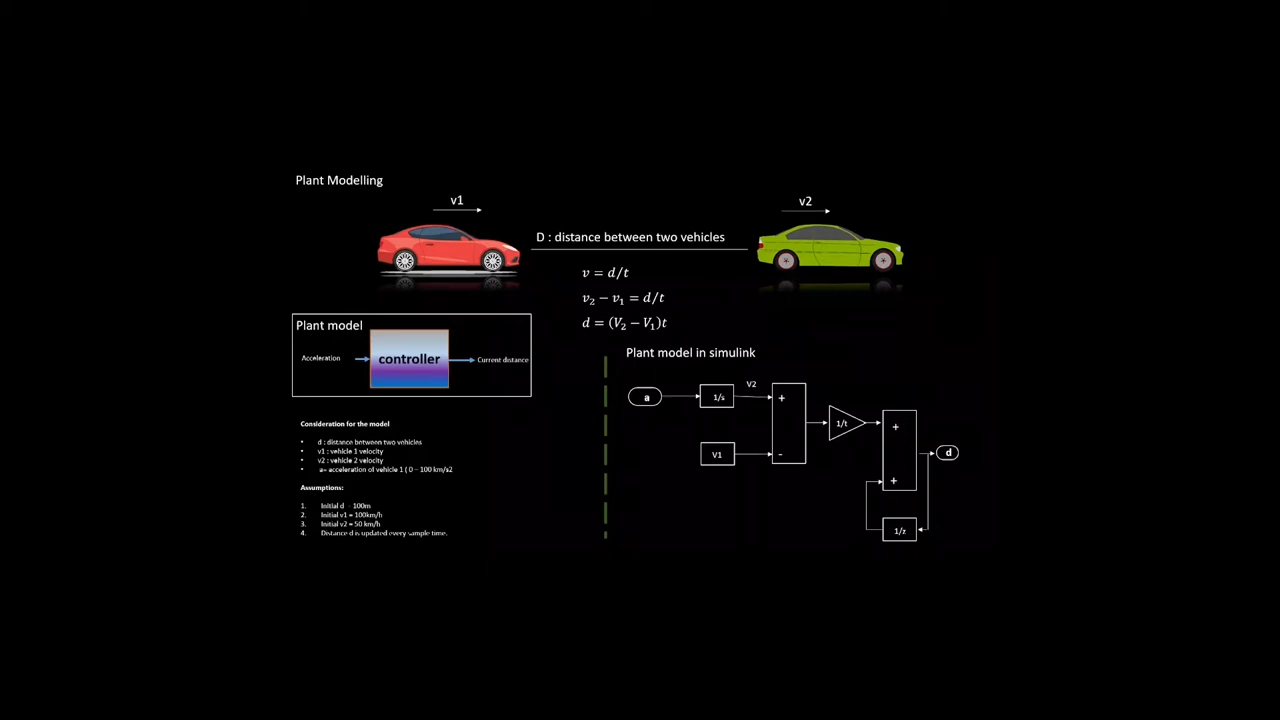 Plant Modelling
v1
v2
D : distance between two vehicles
v = d/t
v₂ − v₁ = d/t
d = (V₂ − V₁)t
Plant model
Acceleration
controller
Current distance
Consideration for the model
• d : distance between two vehicles
• v1 : vehicle 1 velocity
• v2 : vehicle 2 velocity
• a= acceleration of vehicle 1 ( 0 – 100 km/s2
Assumptions:
1. Initial d = 100m
2. Initial v1 = 100km/h
3. Initial v2 = 50 km/h
4. Distance d is updated every sample time.
Plant model in simulink
a
1/s
V2
+
V1
-
1/t
+
+
d
1/z